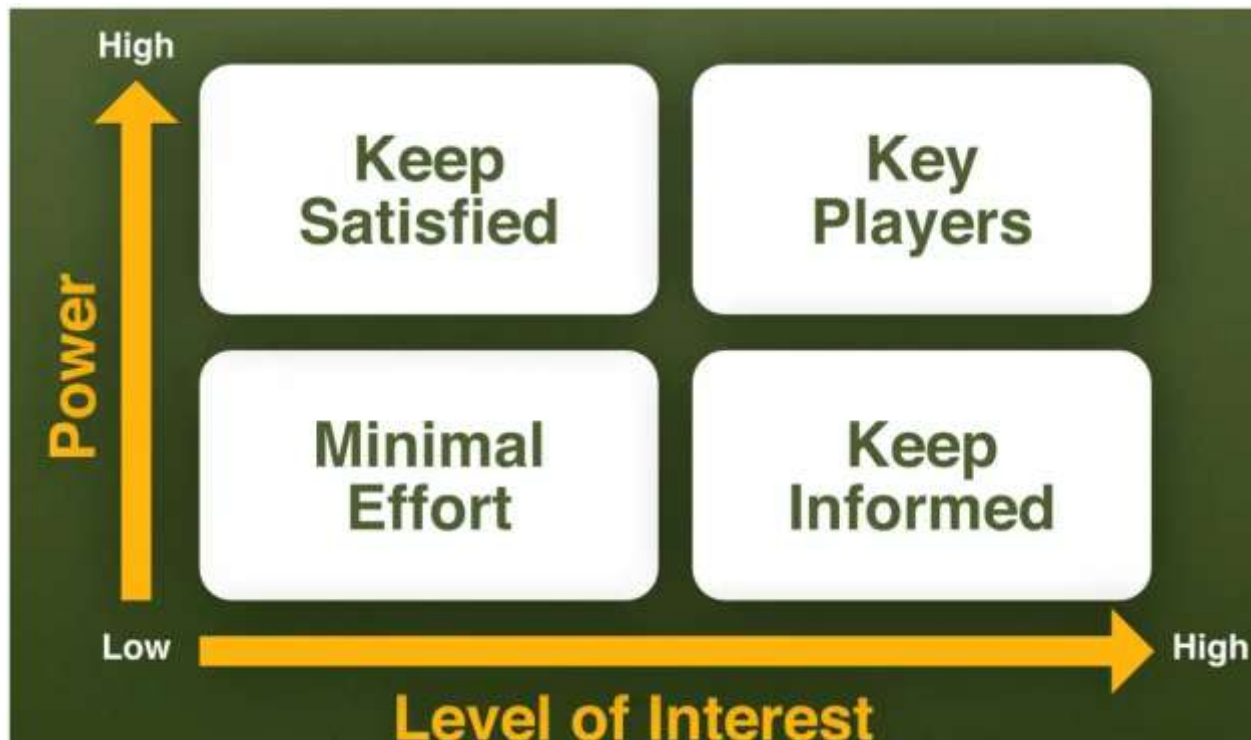 High
Keep
Satisfied
Key
Players
Power
Minimal
Effort
Keep
Informed
Low
High
Level of Interest